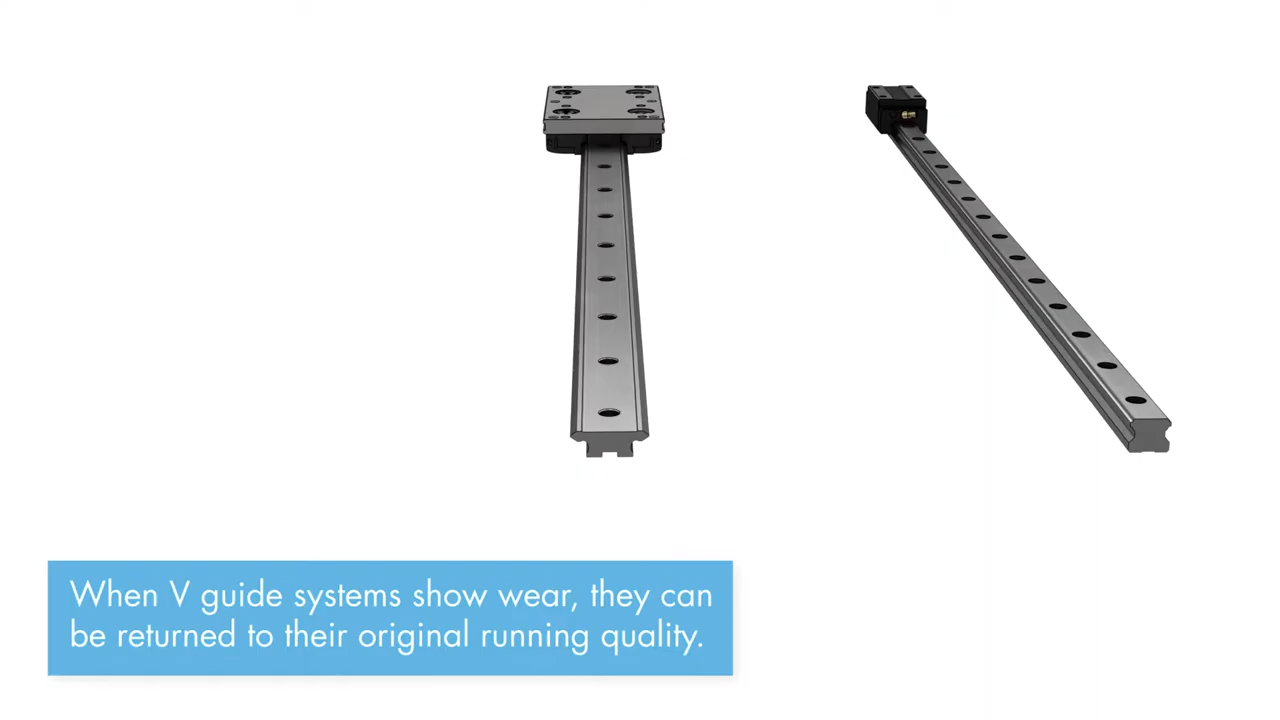 When V guide systems show wear, they can
be returned to their original running quality.